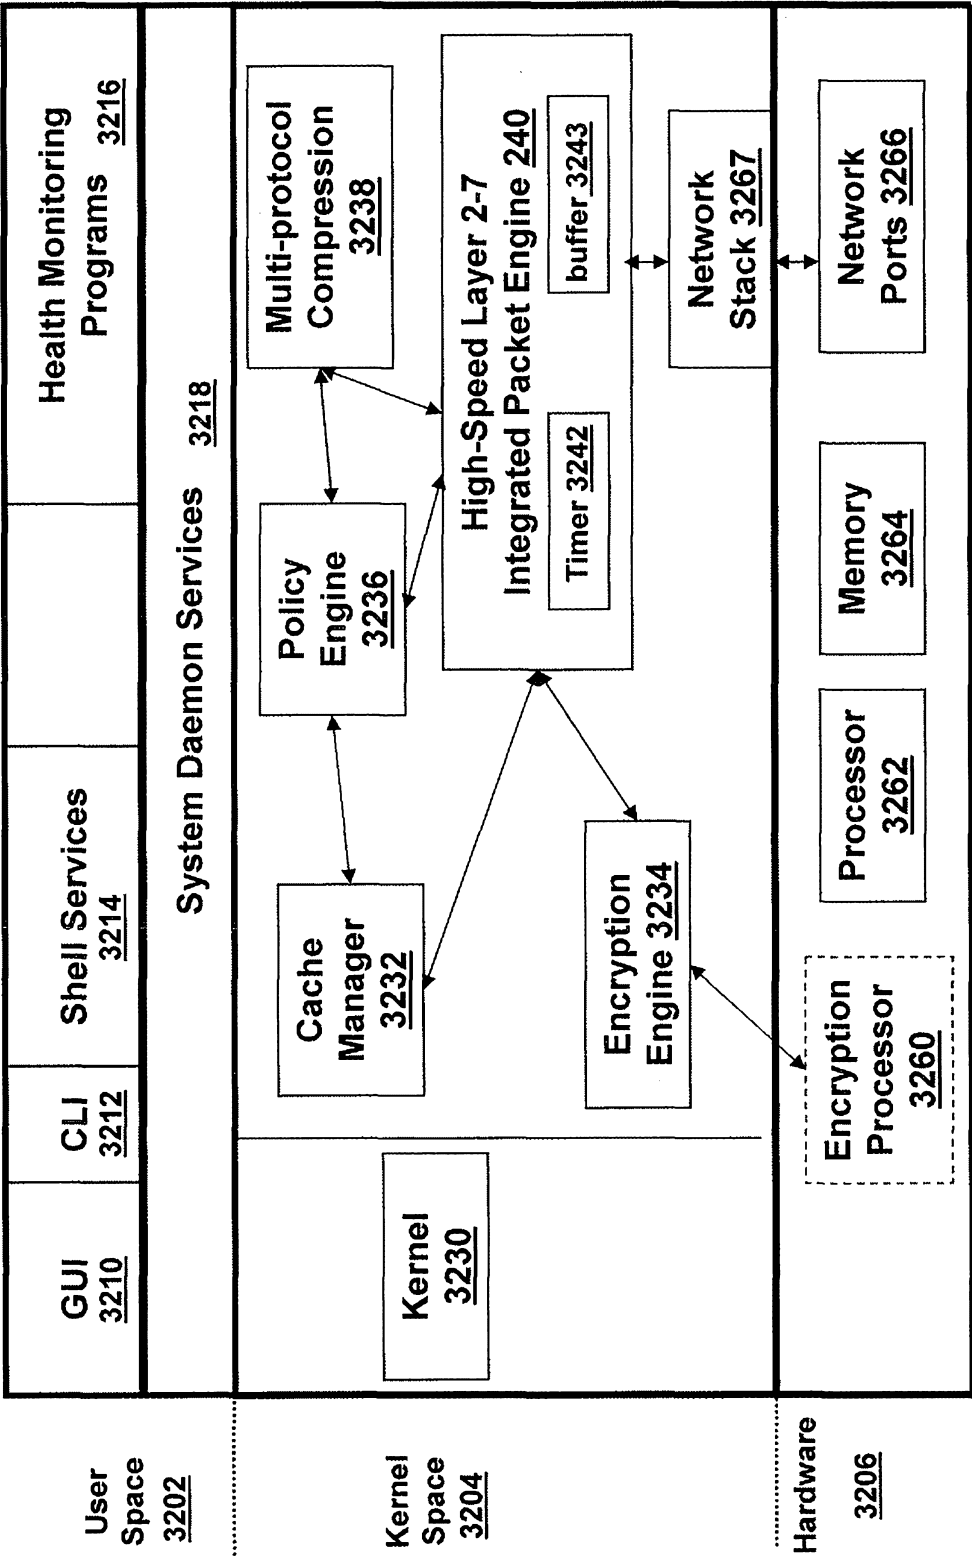 User
Space
3202
GUI
3210
CLI
3212
Shell Services
3214
Health Monitoring
Programs 3216
System Daemon Services 3218
Kernel
Space
3204
Kernel
3230
Cache
Manager
3232
Policy
Engine
3236
Multi-protocol
Compression
3238
High-Speed Layer 2-7
Integrated Packet Engine 240
Timer 3242
buffer 3243
Encryption
Engine 3234
Network
Stack 3267
Hardware
3206
Encryption
Processor
3260
Processor
3262
Memory
3264
Network
Ports 3266